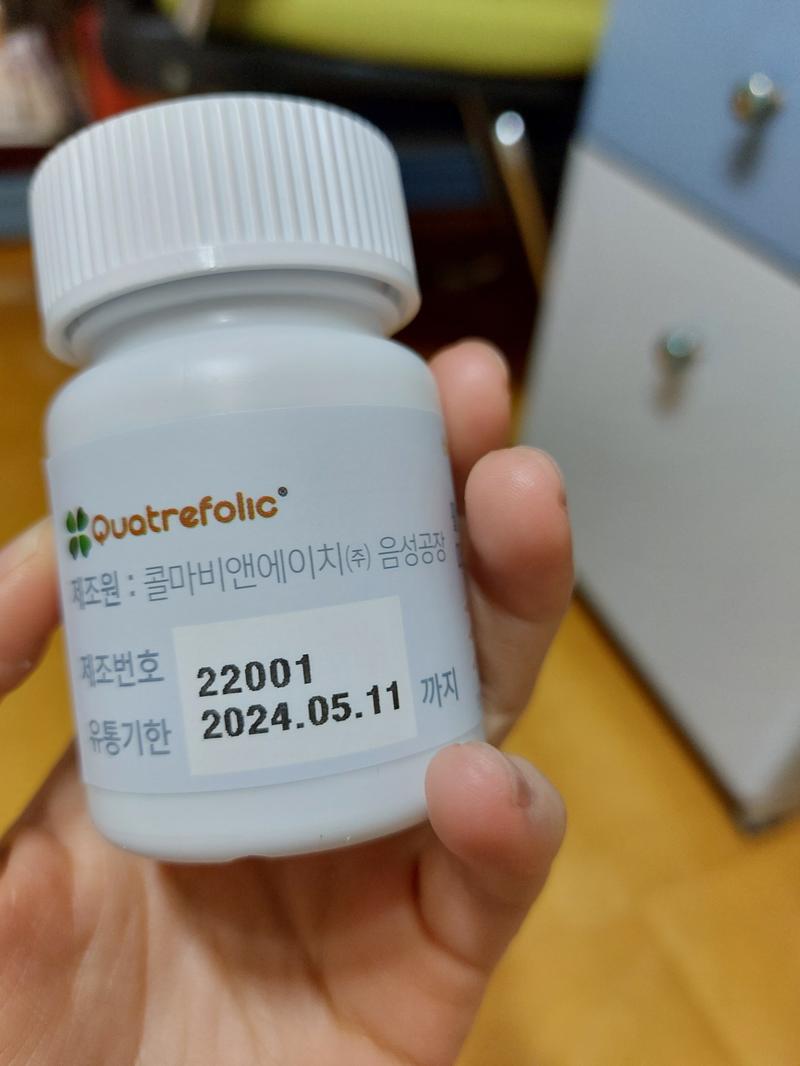 Quatrefolic®
제조원 : 콜마비앤에이치㈜ 음성공장
제조번호 22001
유통기한 2024.05.11 까지